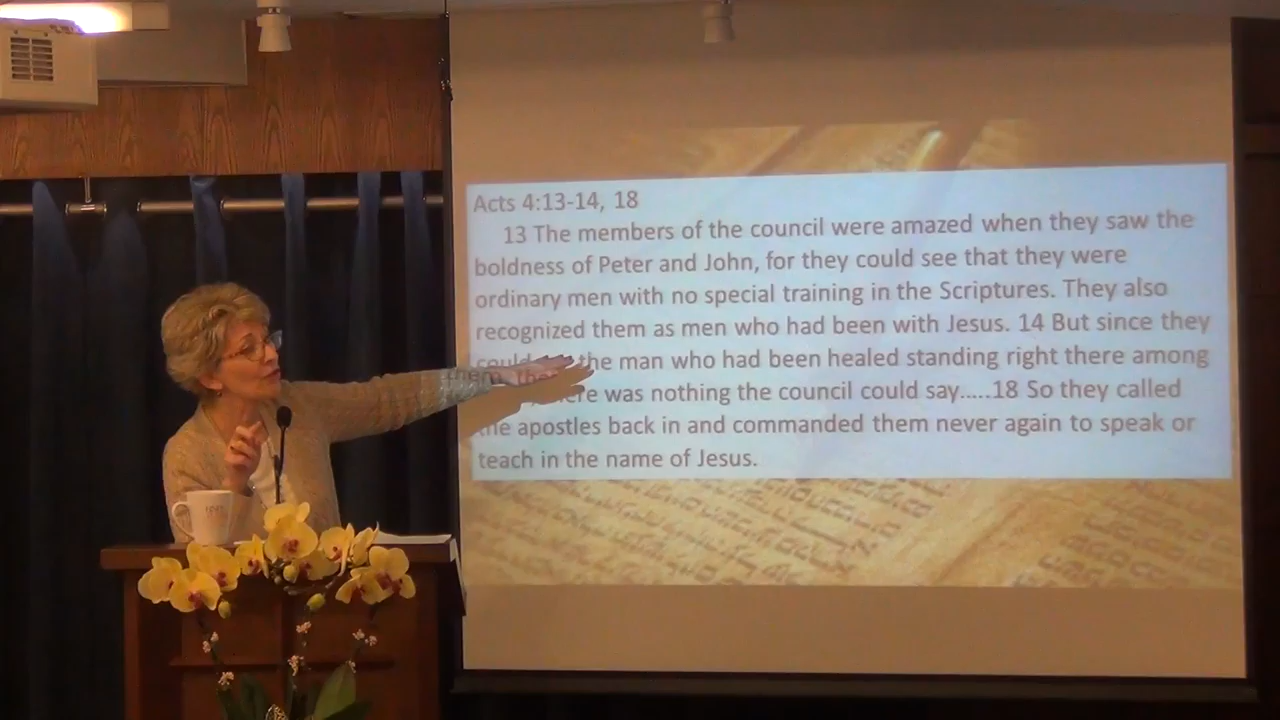 Acts 4:13-14, 18
13 The members of the council were amazed when they saw the
boldness of Peter and John, for they could see that they were
ordinary men with no special training in the Scriptures. They also
recognized them as men who had been with Jesus. 14 But since they
could the man who had been healed standing right there among
them, there was nothing the council could say.....18 So they called
the apostles back in and commanded them never again to speak or
teach in the name of Jesus.